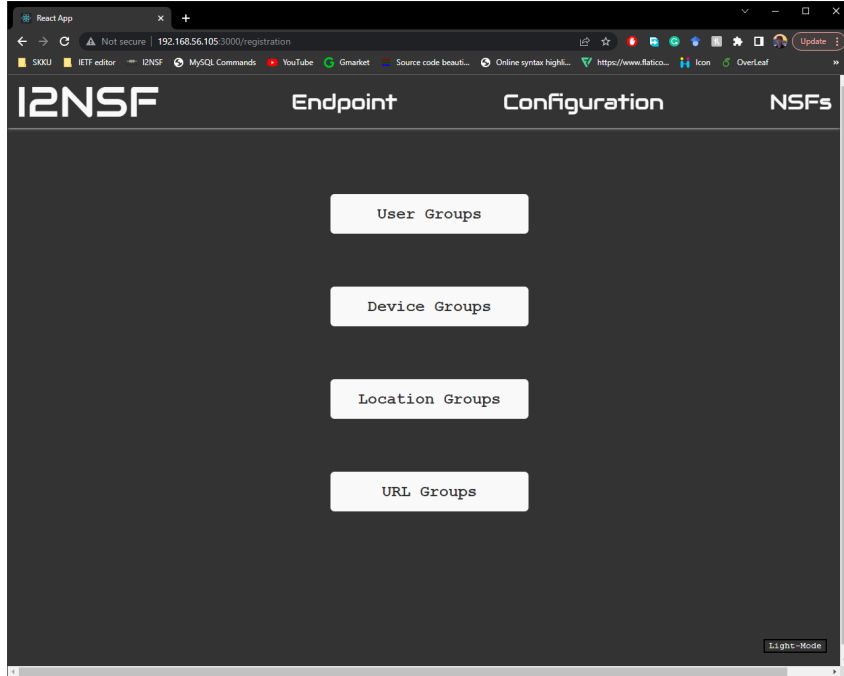 React App
Not secure | 192.168.56.105:3000/registration
Update
SKKU IETF editor I2NSF MySQL Commands YouTube Gmarket Source code beauti... Online syntax highli... https://www.flatico... Icon OverLeaf »
I2NSF Endpoint Configuration NSFs
User Groups
Device Groups
Location Groups
URL Groups
Light-Mode